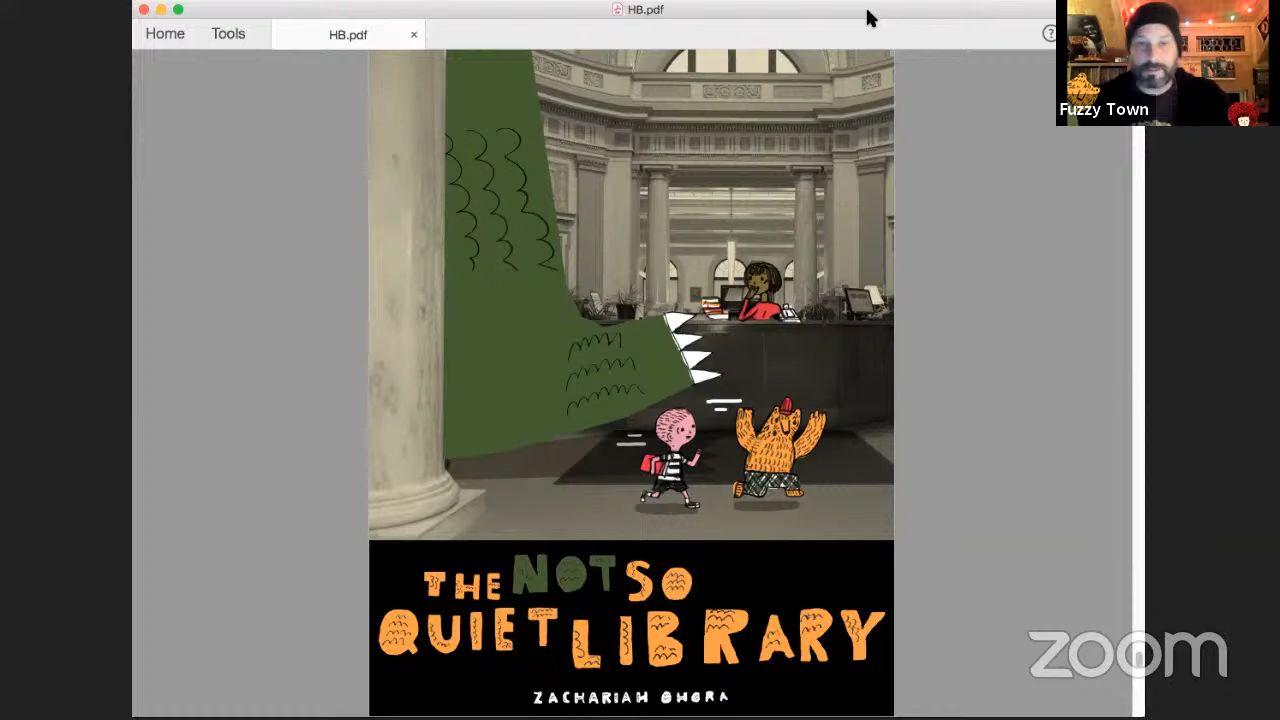 HB.pdf
Home Tools HB.pdf ×
?
Fuzzy Town
THE NOT SO
QUIET LIBRARY
ZACHARIAH OHORA
zoom